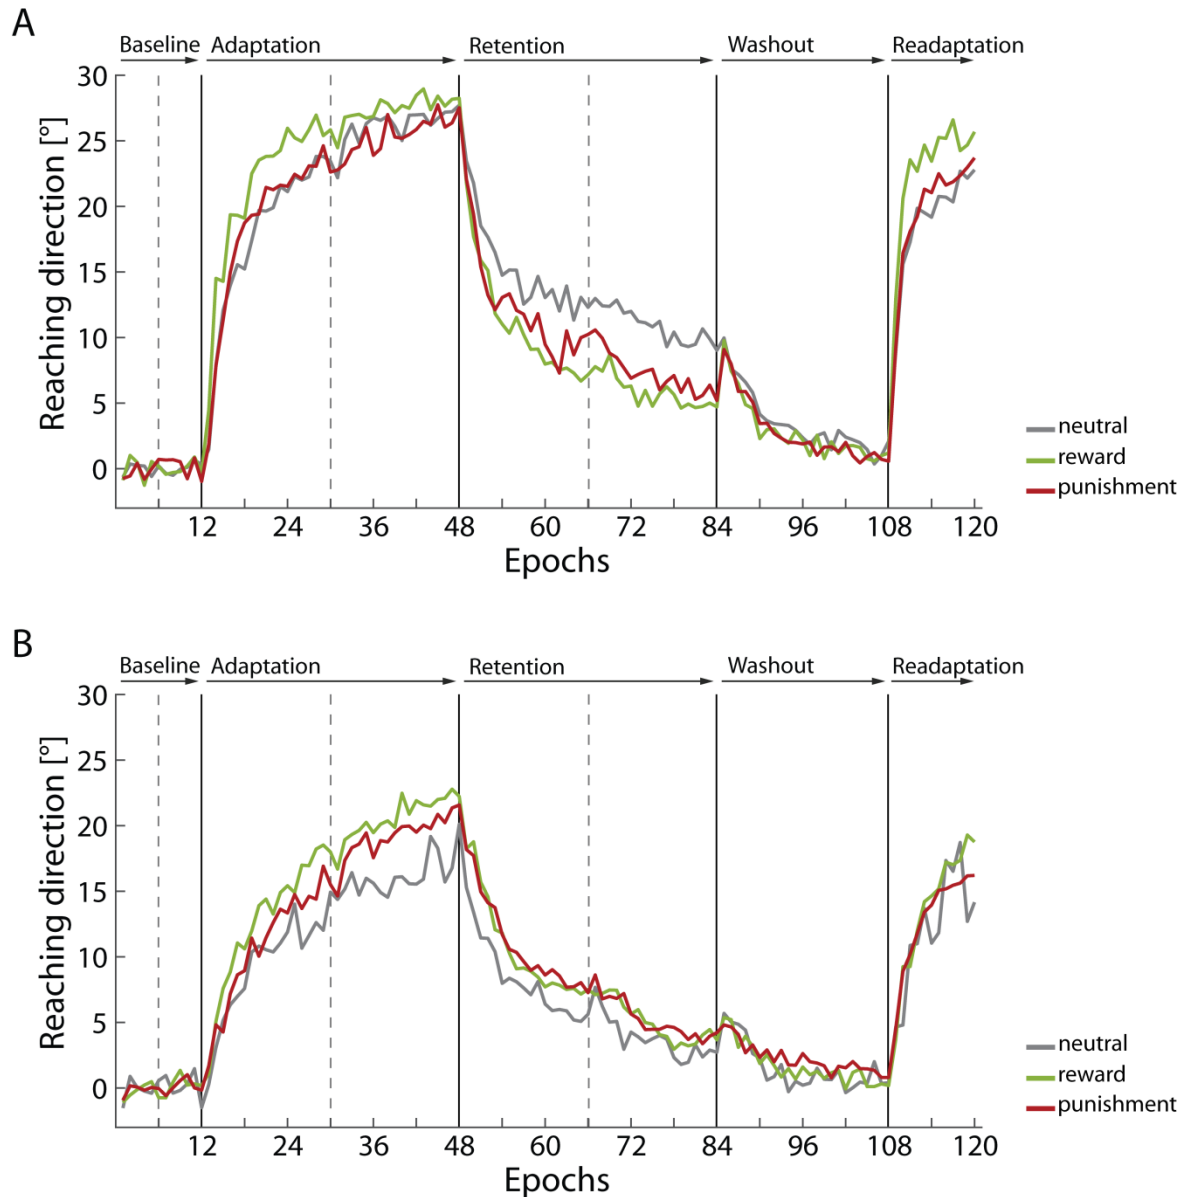 A
Baseline Adaptation Retention Washout Readaptation
30
25
20
15
10
5
0
Reaching direction [°]
neutral
reward
punishment
12 24 36 48 60 72 84 96 108 120
Epochs
B
Baseline Adaptation Retention Washout Readaptation
30
25
20
15
10
5
0
Reaching direction [°]
neutral
reward
punishment
12 24 36 48 60 72 84 96 108 120
Epochs